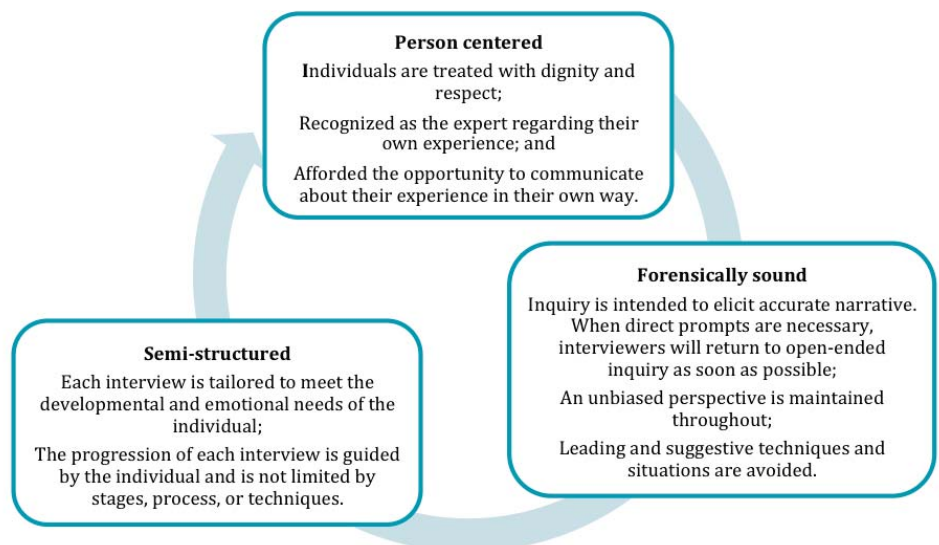 Person centered
Individuals are treated with dignity and
respect;
Recognized as the expert regarding their
own experience; and
Afforded the opportunity to communicate
about their experience in their own way.
Forensically sound
Inquiry is intended to elicit accurate narrative.
When direct prompts are necessary,
interviewers will return to open-ended
inquiry as soon as possible;
An unbiased perspective is maintained
throughout;
Leading and suggestive techniques and
situations are avoided.
Semi-structured
Each interview is tailored to meet the
developmental and emotional needs of the
individual;
The progression of each interview is guided
by the individual and is not limited by
stages, process, or techniques.